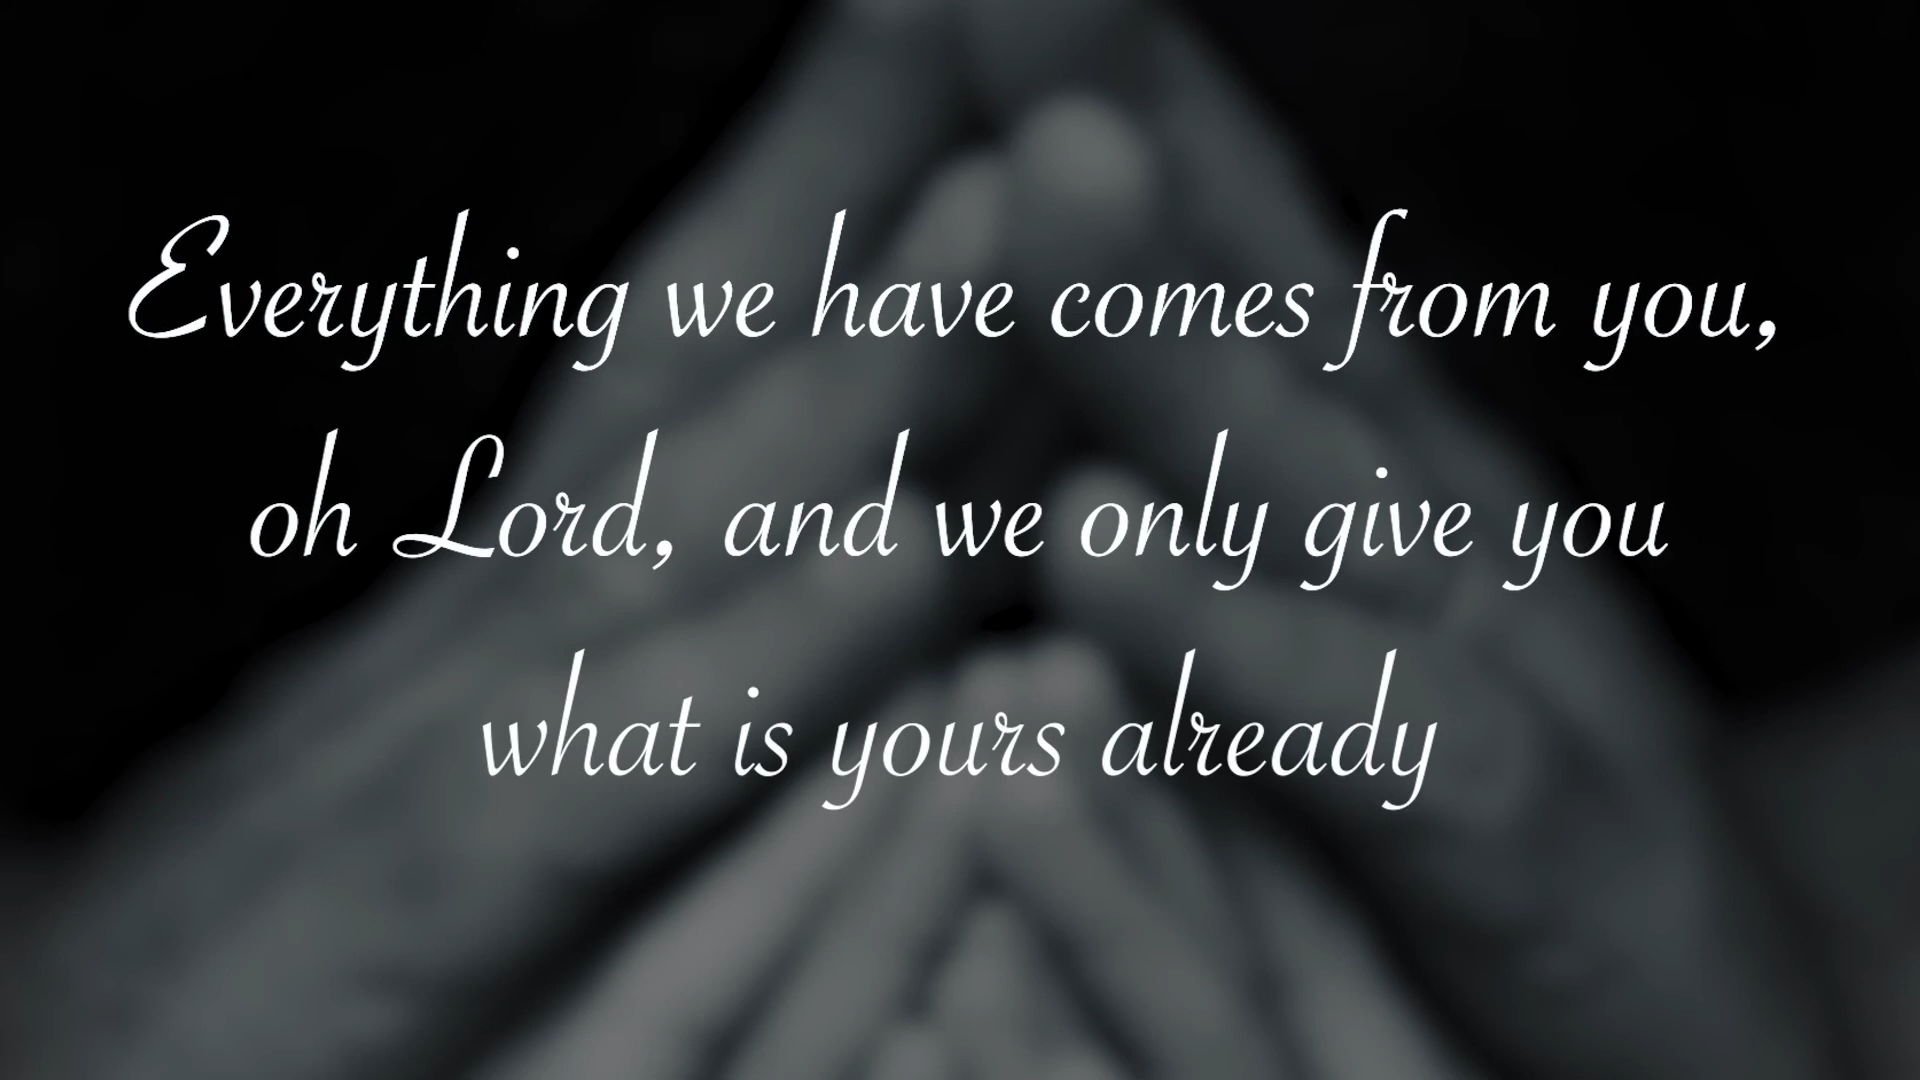 Everything we have comes from you,
oh Lord, and we only give you
what is yours already